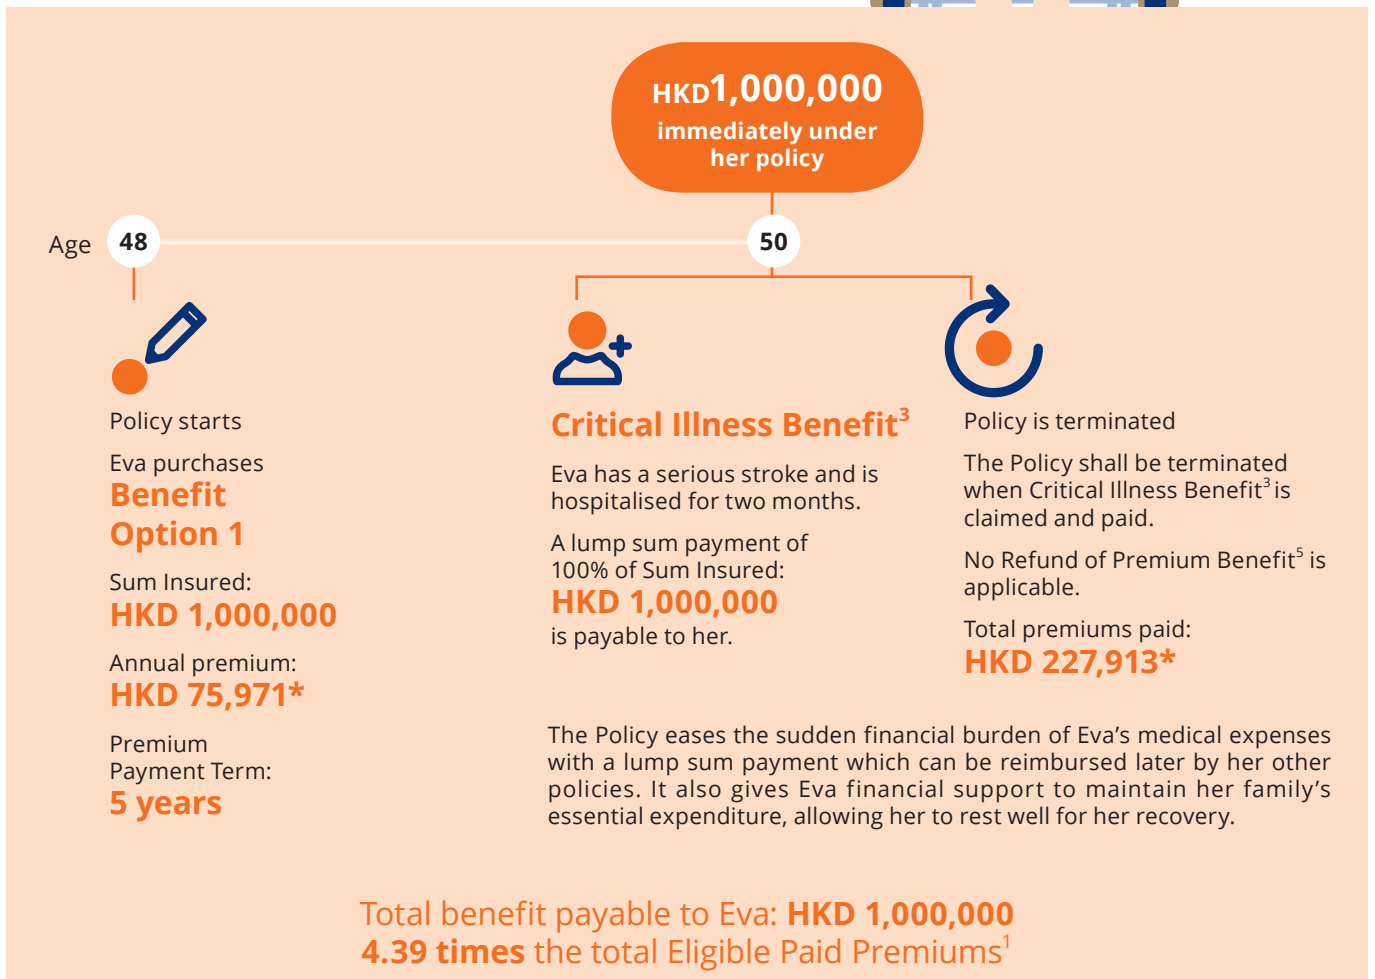 HKD1,000,000
immediately under
her policy
Age 48 50
Policy starts
Eva purchases
Benefit
Option 1
Sum Insured:
HKD 1,000,000
Annual premium:
HKD 75,971*
Premium
Payment Term:
5 years
Critical Illness Benefit³
Eva has a serious stroke and is
hospitalised for two months.
A lump sum payment of
100% of Sum Insured:
HKD 1,000,000
is payable to her.
Policy is terminated
The Policy shall be terminated
when Critical Illness Benefit³ is
claimed and paid.
No Refund of Premium Benefit⁵ is
applicable.
Total premiums paid:
HKD 227,913*
The Policy eases the sudden financial burden of Eva’s medical expenses
with a lump sum payment which can be reimbursed later by her other
policies. It also gives Eva financial support to maintain her family’s
essential expenditure, allowing her to rest well for her recovery.
Total benefit payable to Eva: HKD 1,000,000
4.39 times the total Eligible Paid Premiums¹